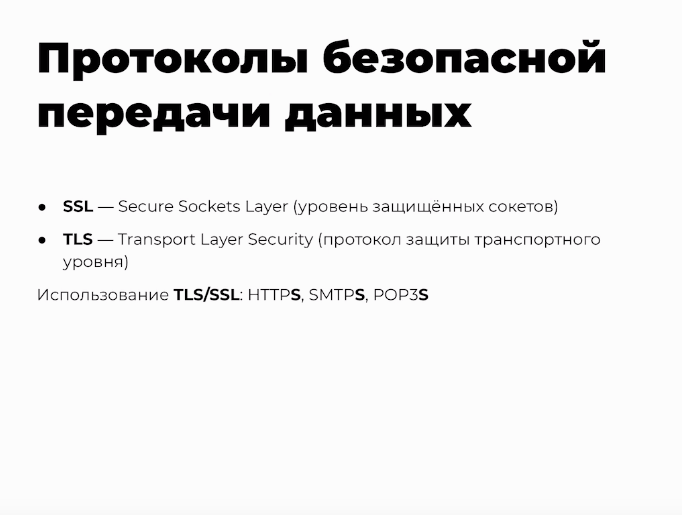 Протоколы безопасной
передачи данных
● SSL — Secure Sockets Layer (уровень защищённых сокетов)
● TLS — Transport Layer Security (протокол защиты транспортного
уровня)
Использование TLS/SSL: HTTPS, SMTPS, POP3S